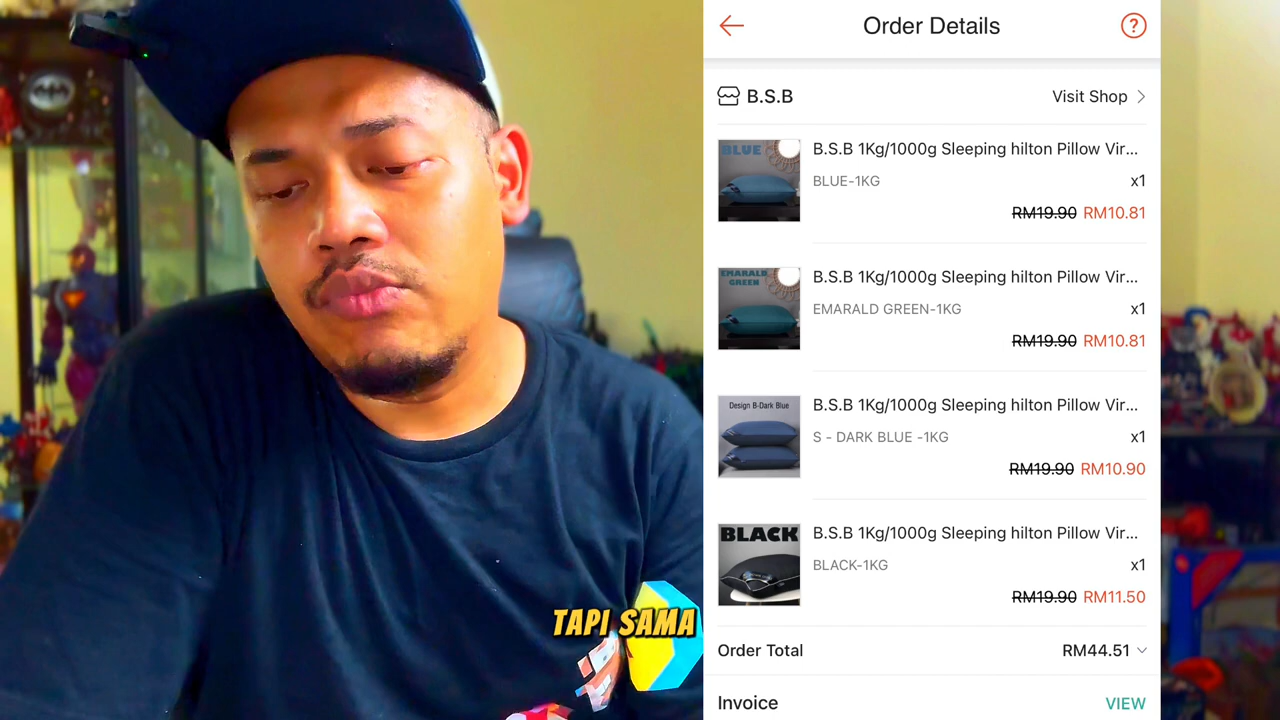 Order Details
?
B.S.B
Visit Shop
BLUE
B.S.B 1Kg/1000g Sleeping hilton Pillow Vir...
BLUE-1KG
x1
RM19.90 RM10.81
EMARALD
GREEN
B.S.B 1Kg/1000g Sleeping hilton Pillow Vir...
EMARALD GREEN-1KG
x1
RM19.90 RM10.81
Design B-Dark Blue
B.S.B 1Kg/1000g Sleeping hilton Pillow Vir...
S - DARK BLUE -1KG
x1
RM19.90 RM10.90
BLACK
B.S.B 1Kg/1000g Sleeping hilton Pillow Vir...
BLACK-1KG
x1
RM19.90 RM11.50
TAPI SAMA
Order Total
RM44.51
Invoice
VIEW